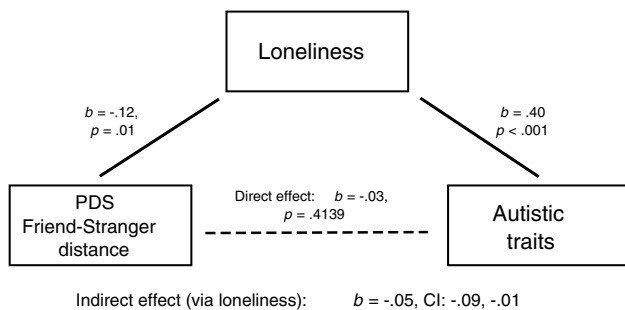 Loneliness
b = -.12,
p = .01
b = .40
p < .001
PDS
Friend-Stranger
distance
Direct effect: b = -.03,
p = .4139
Autistic
traits
Indirect effect (via loneliness): b = -.05, CI: -.09, -.01